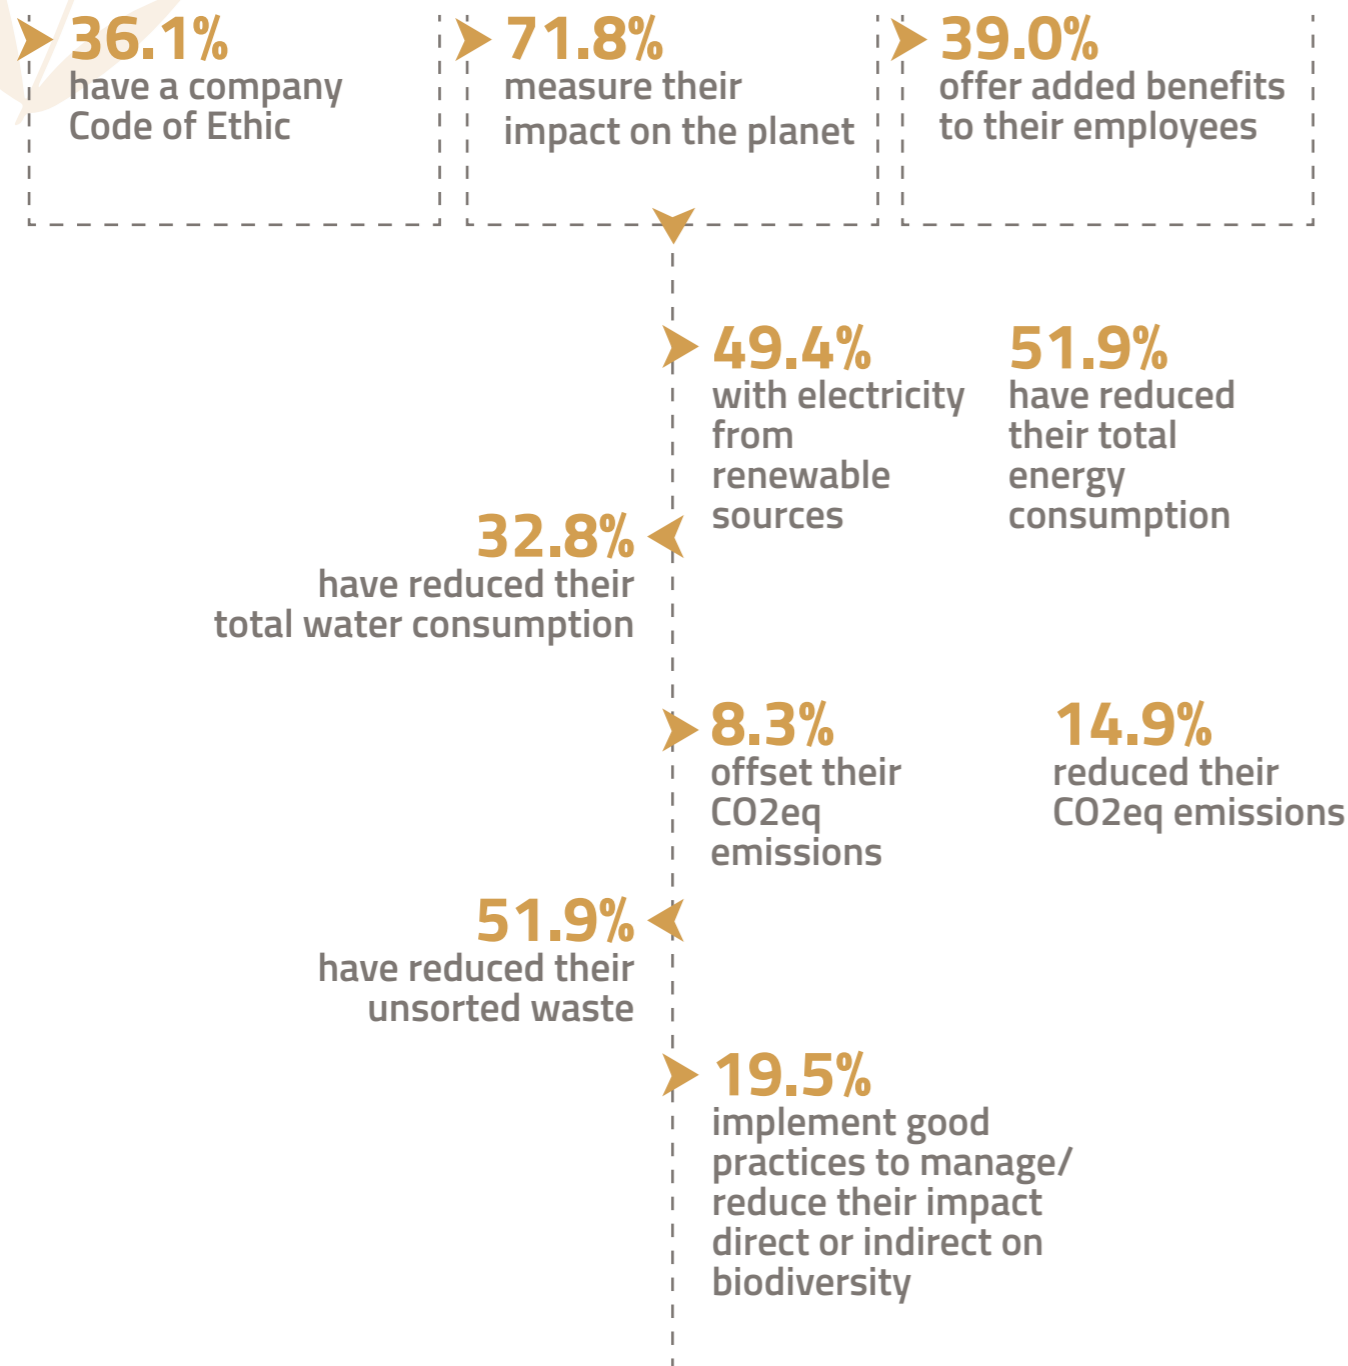 36.1%
have a company
Code of Ethic
71.8%
measure their
impact on the planet
39.0%
offer added benefits
to their employees
49.4%
with electricity
from
renewable
sources
51.9%
have reduced
their total
energy
consumption
32.8%
have reduced their
total water consumption
8.3%
offset their
CO2eq
emissions
14.9%
reduced their
CO2eq emissions
51.9%
have reduced their
unsorted waste
19.5%
implement good
practices to manage/
reduce their impact
direct or indirect on
biodiversity